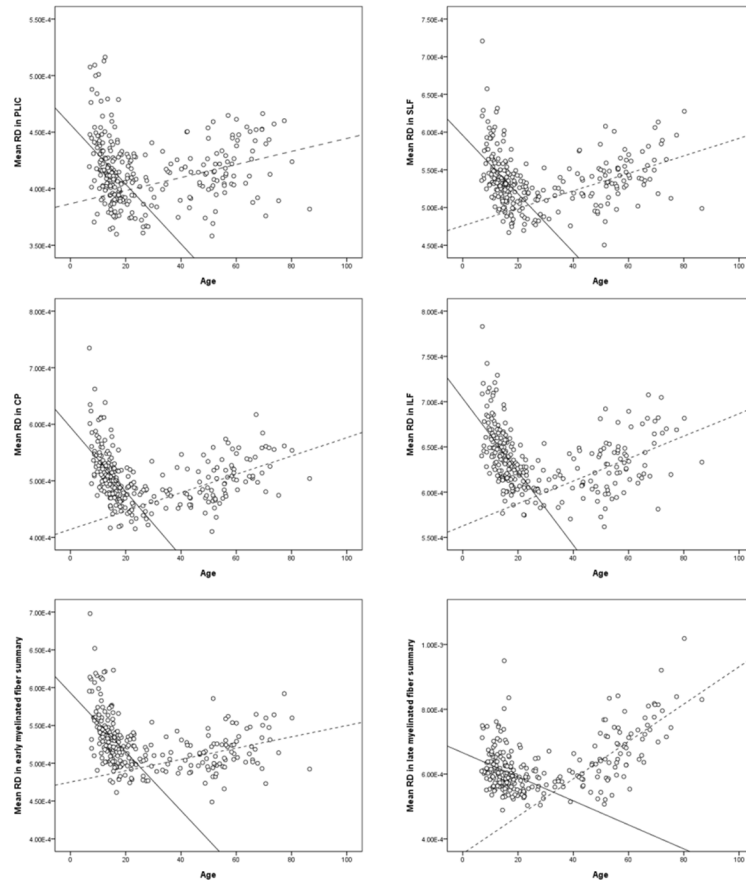 5.50E-4
5.00E-4
4.50E-4
4.00E-4
3.50E-4
Mean RD in PLIC
0 20 40 60 80 100
Age
7.50E-4
7.00E-4
6.50E-4
6.00E-4
5.50E-4
5.00E-4
4.50E-4
Mean RD in SLF
0 20 40 60 80 100
Age
8.00E-4
7.00E-4
6.00E-4
5.00E-4
4.00E-4
Mean RD in CP
0 20 40 60 80 100
Age
8.00E-4
7.50E-4
7.00E-4
6.50E-4
6.00E-4
5.50E-4
Mean RD in ILF
0 20 40 60 80 100
Age
7.00E-4
6.00E-4
5.50E-4
5.00E-4
4.50E-4
4.00E-4
Mean RD in early myelinated fiber summary
0 20 40 60 80 100
Age
1.00E-3
8.00E-4
6.00E-4
4.00E-4
Mean RD in late myelinated fiber summary
0 20 40 60 80 100
Age